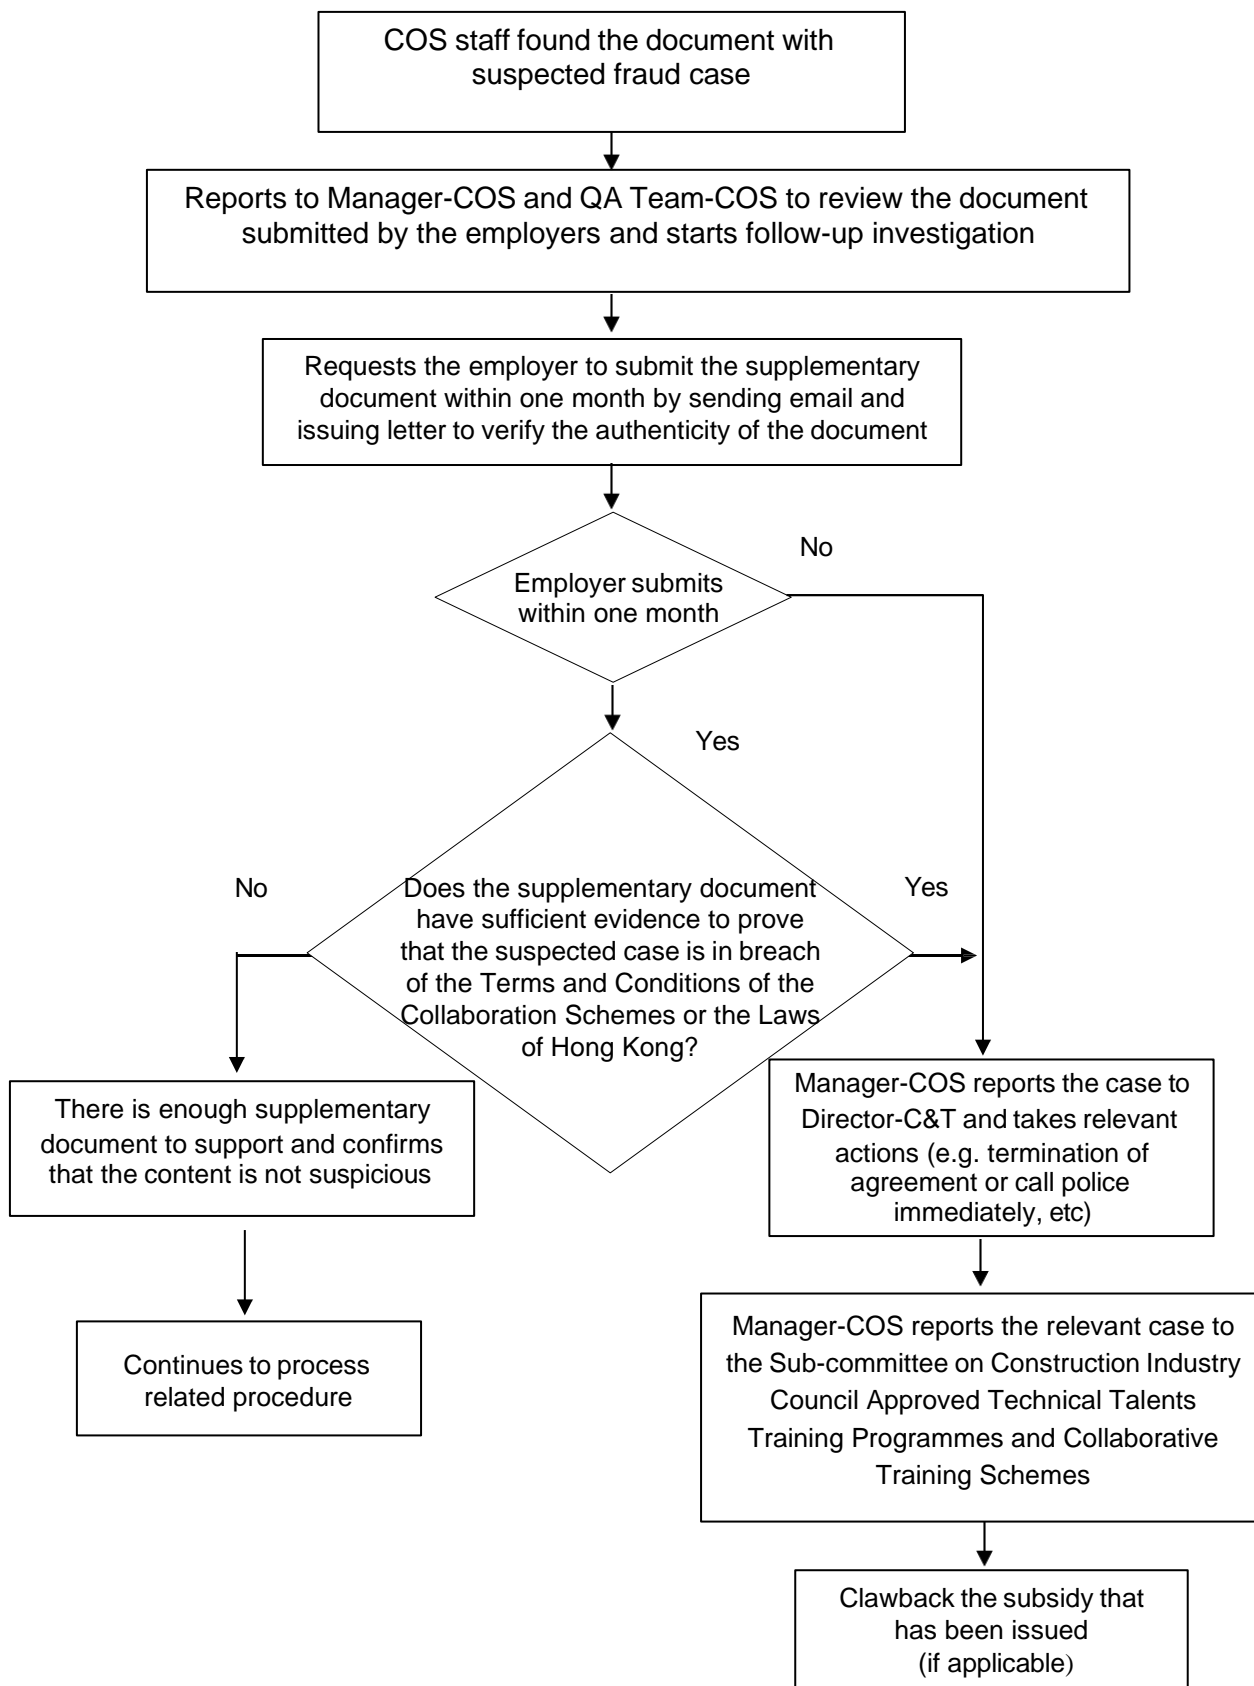 COS staff found the document with
suspected fraud case
Reports to Manager-COS and QA Team-COS to review the document
submitted by the employers and starts follow-up investigation
Requests the employer to submit the supplementary
document within one month by sending email and
issuing letter to verify the authenticity of the document
No
Employer submits
within one month
Yes
No
Yes
Does the supplementary document
have sufficient evidence to prove
that the suspected case is in breach
of the Terms and Conditions of the
Collaboration Schemes or the Laws
of Hong Kong?
There is enough supplementary
document to support and confirms
that the content is not suspicious
Manager-COS reports the case to
Director-C&T and takes relevant
actions (e.g. termination of
agreement or call police
immediately, etc)
Continues to process
related procedure
Manager-COS reports the relevant case to
the Sub-committee on Construction Industry
Council Approved Technical Talents
Training Programmes and Collaborative
Training Schemes
Clawback the subsidy that
has been issued
(if applicable)